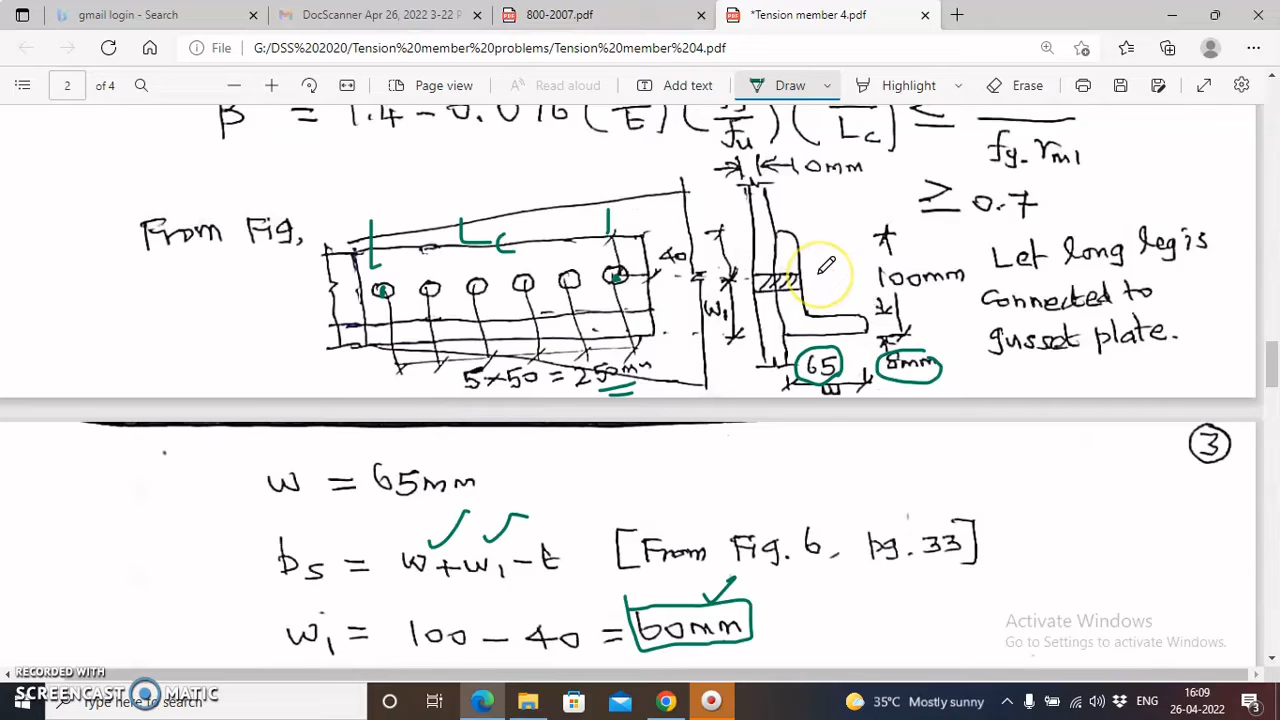 gmail login - Search
DocScanner Apr 26, 2022 3-22 P
800-2007.pdf
*Tension member 4.pdf
File
G:/DSS%202020/Tension%20member%20problems/Tension%20member%204.pdf
2 of 4
Page view
Read aloud
Add text
Draw
Highlight
Erase
β = 1.4 - 0.076 ( E ) ( fu ) ( Lc ) ≤ fy. γm1
≥ 0.7
10mm
From Fig,
Lc
40
W1
100mm
65
8mm
5x50 = 250mm
Let long leg is
connected to
gusset plate.
3
w = 65mm
bs = w+w1-t [From Fig. 6, pg.33]
w1 = 100 - 40 = 60mm
Activate Windows
Go to Settings to activate Windows.
RECORDED WITH
SCREENCAST MATIC
Type here to search
35°C Mostly sunny
ENG
16:09
26-04-2022
3